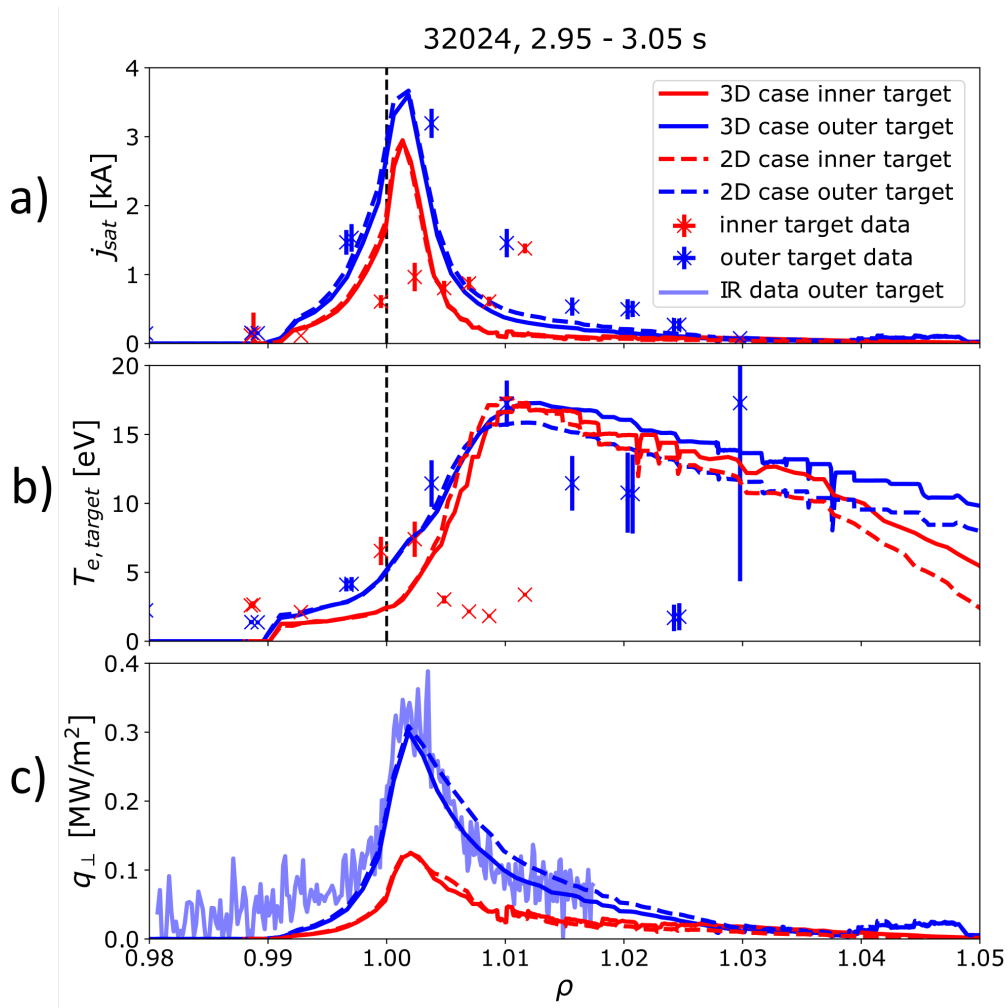 32024, 2.95 - 3.05 s
a)
j_sat [kA]
4
3
2
1
0
3D case inner target
3D case outer target
2D case inner target
2D case outer target
inner target data
outer target data
IR data outer target
b)
T_e,target [eV]
20
15
10
5
0
c)
q_⊥ [MW/m²]
0.4
0.3
0.2
0.1
0.0
0.98 0.99 1.00 1.01 1.02 1.03 1.04 1.05
ρ